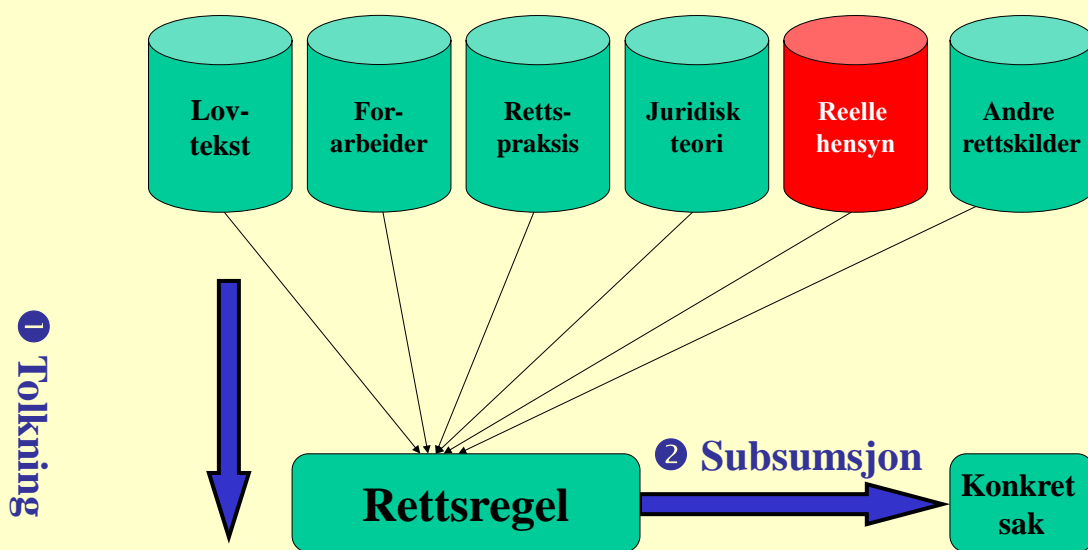 Lov-
tekst
For-
arbeider
Retts-
praksis
Juridisk
teori
Reelle
hensyn
Andre
rettskilder
❶ Tolkning
❷ Subsumsjon
Rettsregel
Konkret
sak